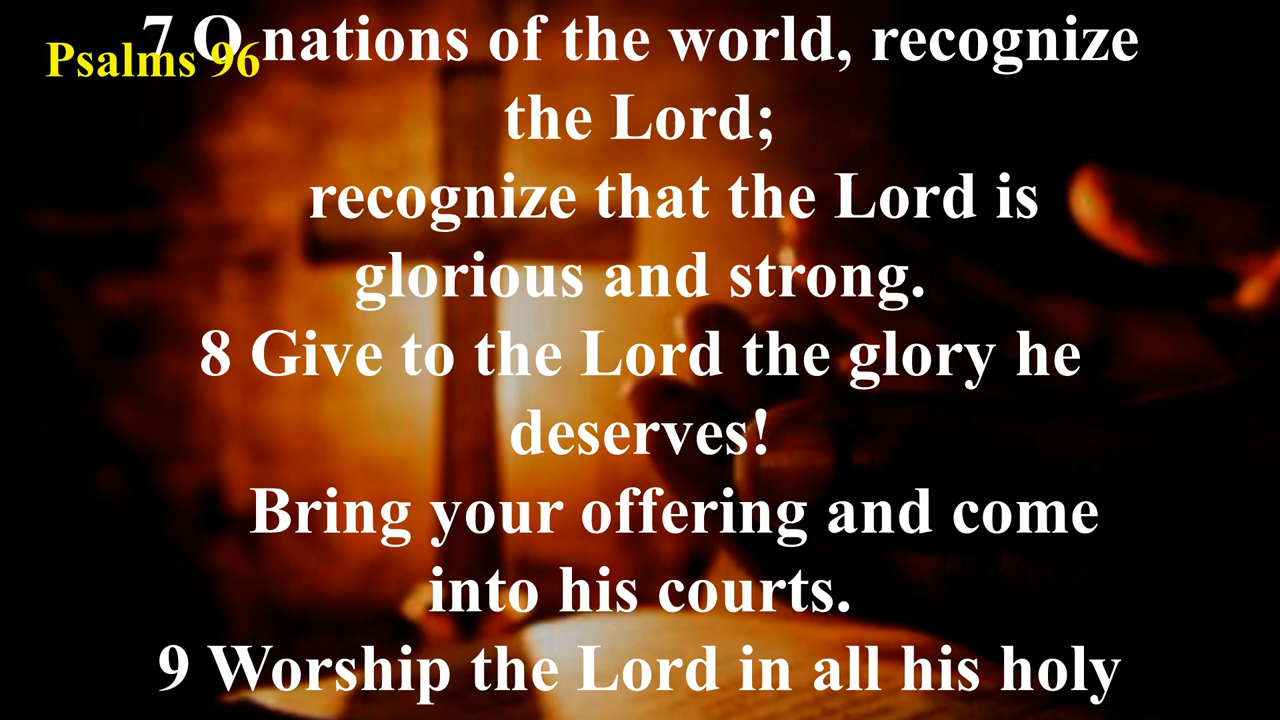 Psalms 96
7 O nations of the world, recognize
the Lord;
recognize that the Lord is
glorious and strong.
8 Give to the Lord the glory he
deserves!
Bring your offering and come
into his courts.
9 Worship the Lord in all his holy